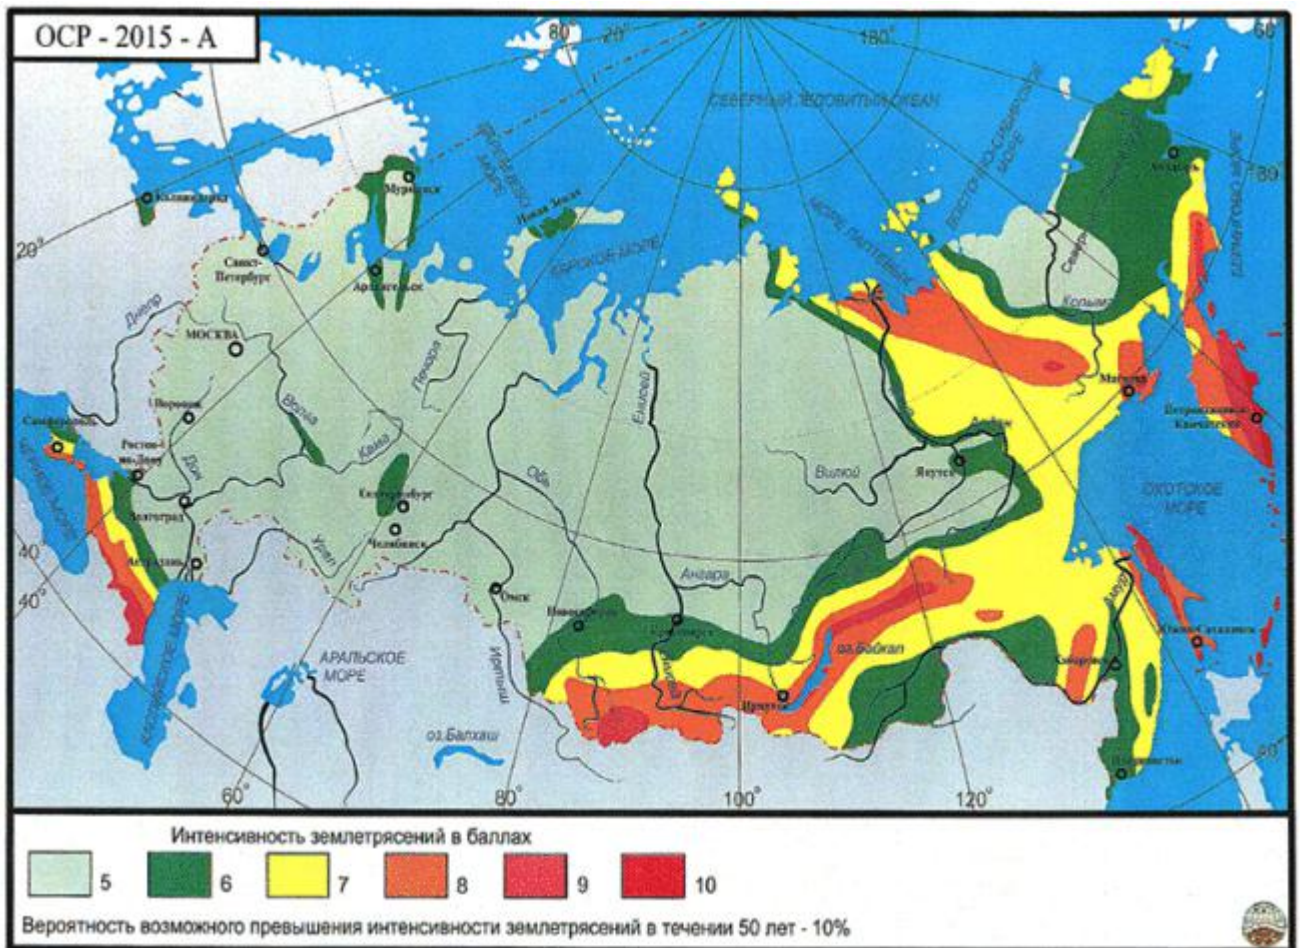 ОСР - 2015 - А
80°
20°
180°
60°
СЕВЕРНЫЙ ЛЕДОВИТЫЙ ОКЕАН
ВОСТОЧНО-СИБИРСКОЕ
МОРЕ
МОРЕ
Мурманск
Калининград
Новая Земля
МОРЕ ЛАПТЕВЫХ
Анадырь
180°
20°
Санкт-
Петербург
КАРСКОЕ МОРЕ
Архангельск
Колыма
Днепр
МОСКВА
Печора
Енисей
Магадан
Воронеж
Волга
Кама
Петропавловск
Камчатский
Симферополь
Ростов-
на-Дону
Дон
Обь
Вилюй
Якутск
Алдан
ОХОТСКОЕ
МОРЕ
ЧЕРНОЕ МОРЕ
Екатеринбург
Волгоград
Челябинск
Урал
40°
Астрахань
Ангара
Амур
40°
Омск
Новосибирск
Красноярск
Южно-Сахалинск
АРАЛЬСКОЕ
МОРЕ
Иртыш
оз.Байкал
Хабаровск
Иркутск
КАСПИЙСКОЕ МОРЕ
оз.Балхаш
Владивосток
40°
60°
80°
100°
120°
Интенсивность землетрясений в баллах
5 6 7 8 9 10
Вероятность возможного превышения интенсивности землетрясений в течении 50 лет - 10%